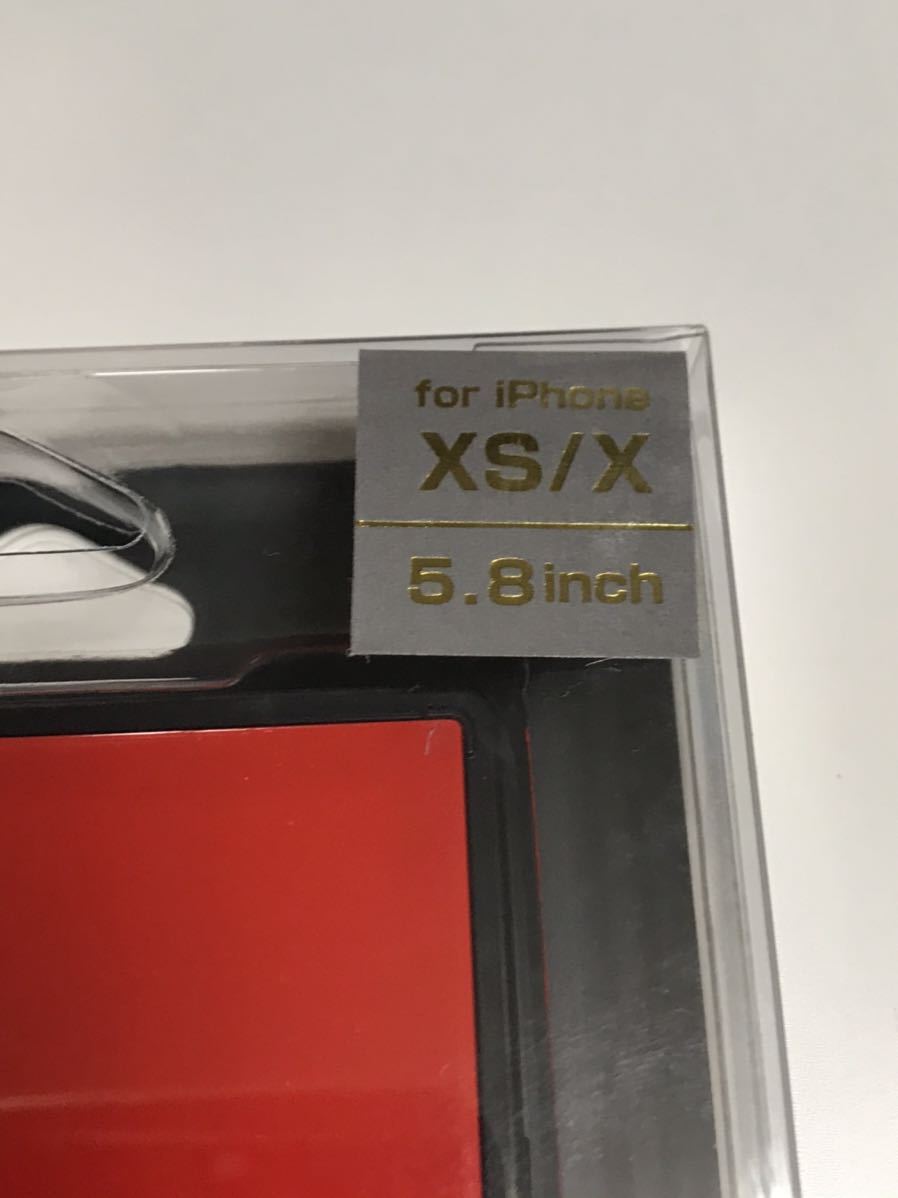 for iPhone
XS/X
5.8inch